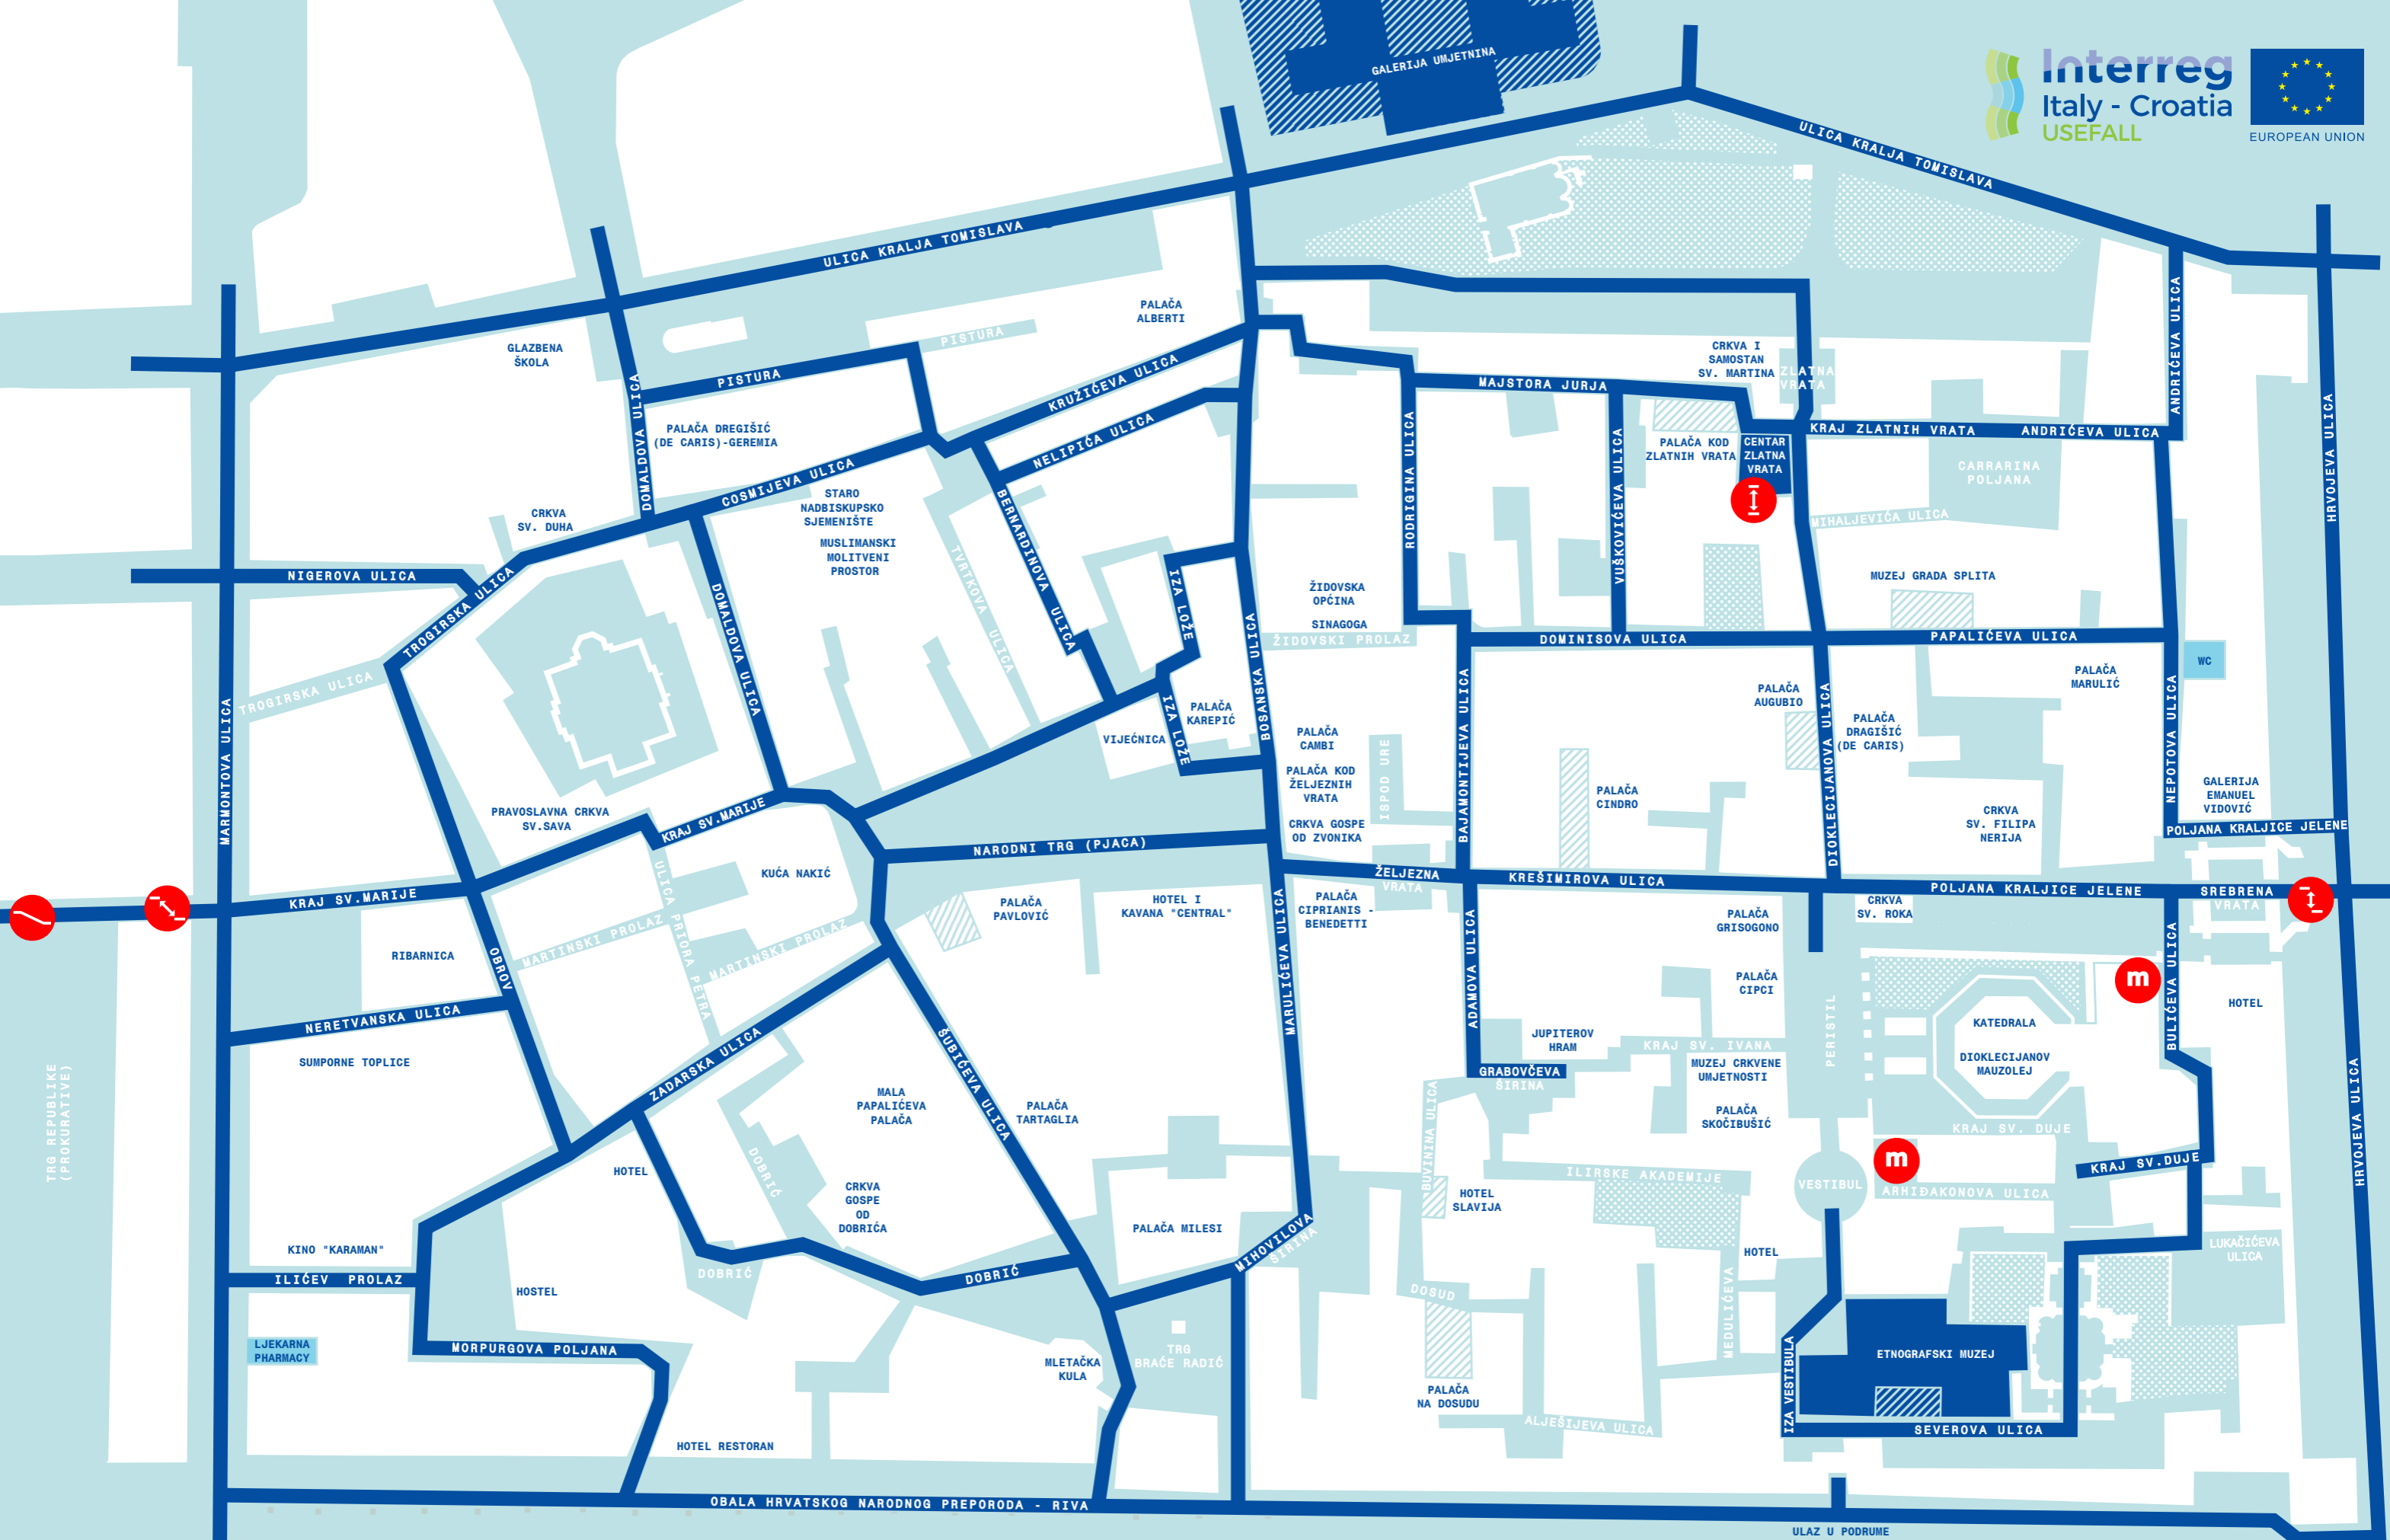 GALERIJA UMJETNINA
Interreg
Italy - Croatia
USEFALL
EUROPEAN UNION
ULICA KRALJA TOMISLAVA
ULICA KRALJA TOMISLAVA
PALAČA
ALBERTI
GLAZBENA
ŠKOLA
PISTURA
PISTURA
KRUŽIĆEVA ULICA
NELIPIĆA ULICA
DOMALDOVA ULICA
PALAČA DREGIŠIĆ
(DE CARIS)-GEREMIA
COSMIJEVA ULICA
STARO
NADBISKUPSKO
SJEMENIŠTE
MUSLIMANSKI
MOLITVENI
PROSTOR
CRKVA
SV. DUHA
BERNARDINOVA ULICA
TVRTKOVA ULICA
NIGEROVA ULICA
TROGIRSKA ULICA
TROGIRSKA ULICA
DOMALDOVA ULICA
MARMONTOVA ULICA
IZA LOŽE
IZA LOŽE
PALAČA
KAREPIĆ
VIJEĆNICA
BOSANSKA ULICA
CRKVA I
SAMOSTAN
SV. MARTINA
ZLATNA
VRATA
MAJSTORA JURJA
RODRIGINA ULICA
VUŠKOVIĆEVA ULICA
PALAČA KOD
ZLATNIH VRATA
CENTAR
ZLATNA
VRATA
KRAJ ZLATNIH VRATA
ANDRIĆEVA ULICA
ANDRIĆEVA ULICA
HRVOJEVA ULICA
CARRARINA
POLJANA
MIHALJEVIĆA ULICA
MUZEJ GRADA SPLITA
ŽIDOVSKA
OPĆINA
SINAGOGA
ŽIDOVSKI PROLAZ
DOMINISOVA ULICA
PAPALIĆEVA ULICA
WC
PALAČA
MARULIĆ
PALAČA
AUGUBIO
PALAČA
DRAGIŠIĆ
(DE CARIS)
DIOKLECIJANOVA ULICA
NEPOTOVA ULICA
BAJAMONTIJEVA ULICA
PALAČA
CAMBI
PALAČA KOD
ŽELJEZNIH
VRATA
CRKVA GOSPE
OD ZVONIKA
ISPOD URE
PALAČA
CINDRO
CRKVA
SV. FILIPA
NERIJA
GALERIJA
EMANUEL
VIDOVIĆ
POLJANA KRALJICE JELENE
PRAVOSLAVNA CRKVA
SV.SAVA
KRAJ SV.MARIJE
KRAJ SV.MARIJE
NARODNI TRG (PJACA)
KUĆA NAKIĆ
ULICA PRIORA PETRA
MARTINSKI PROLAZ
MARTINSKI PROLAZ
RIBARNICA
OBROV
NERETVANSKA ULICA
SUMPORNE TOPLICE
PALAČA
PAVLOVIĆ
HOTEL I
KAVANA "CENTRAL"
MARULIĆEVA ULICA
ŽELJEZNA
VRATA
PALAČA
CIPRIANIS -
BENEDETTI
KREŠIMIROVA ULICA
POLJANA KRALJICE JELENE
SREBRENA
VRATA
ADAMOVA ULICA
PALAČA
GRISOGONO
CRKVA
SV. ROKA
PALAČA
CIPCI
JUPITEROV
HRAM
KRAJ SV. IVANA
GRABOVČEVA
ŠIRINA
MUZEJ CRKVENE
UMJETNOSTI
PALAČA
SKOČIBUŠIĆ
PERISTIL
KATEDRALA
DIOKLECIJANOV
MAUZOLEJ
m
m
BULIĆEVA ULICA
HOTEL
KRAJ SV. DUJE
KRAJ SV.DUJE
HRVOJEVA ULICA
VESTIBUL
ARHIĐAKONOVA ULICA
LUKAČIĆEVA
ULICA
BUVININA ULICA
ILIRSKE AKADEMIJE
HOTEL
SLAVIJA
HOTEL
MEDULIĆEVA
DOSUD
PALAČA
NA DOSUDU
ALJEŠIJEVA ULICA
IZA VESTIBULA
ETNOGRAFSKI MUZEJ
SEVEROVA ULICA
TRG REPUBLIKE
(PROKURATIVE)
ZADARSKA ULICA
ŠUBIĆEVA ULICA
MALA
PAPALIĆEVA
PALAČA
PALAČA
TARTAGLIA
HOTEL
DOBRIĆ
DOBRIĆ
DOBRIĆ
CRKVA
GOSPE
OD
DOBRIĆA
PALAČA MILESI
MIHOVILOVA
ŠIRINA
KINO "KARAMAN"
ILIĆEV PROLAZ
HOSTEL
LJEKARNA
PHARMACY
MORPURGOVA POLJANA
MLETAČKA
KULA
TRG
BRAĆE RADIĆ
HOTEL RESTORAN
OBALA HRVATSKOG NARODNOG PREPORODA - RIVA
ULAZ U PODRUME